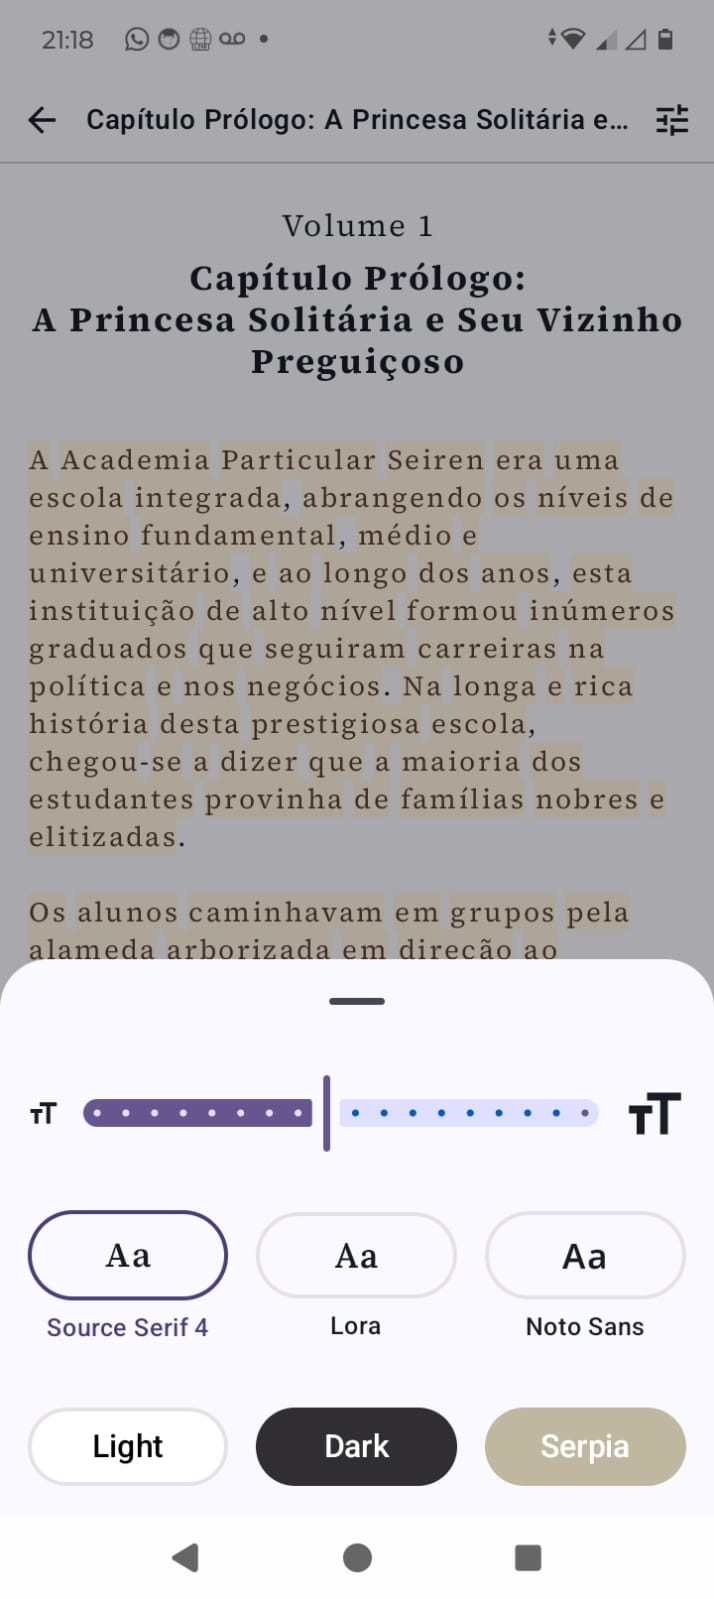 21:18
Capítulo Prólogo: A Princesa Solitária e...
Volume 1
Capítulo Prólogo:
A Princesa Solitária e Seu Vizinho
Preguiçoso
A Academia Particular Seiren era uma
escola integrada, abrangendo os níveis de
ensino fundamental, médio e
universitário, e ao longo dos anos, esta
instituição de alto nível formou inúmeros
graduados que seguiram carreiras na
política e nos negócios. Na longa e rica
história desta prestigiosa escola,
chegou-se a dizer que a maioria dos
estudantes provinha de famílias nobres e
elitizadas.
Os alunos caminhavam em grupos pela
alameda arborizada em direção ao
TT TT
Aa Aa Aa
Source Serif 4 Lora Noto Sans
Light Dark Serpia